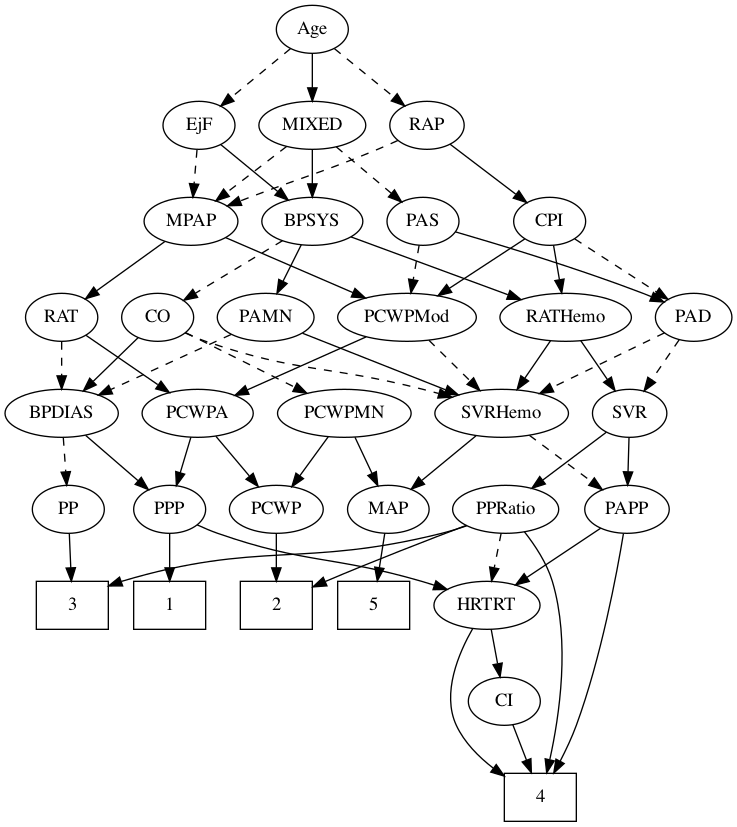 Age
EjF
MIXED
RAP
MPAP
BPSYS
PAS
CPI
RAT
CO
PAMN
PCWPMod
RATHemo
PAD
BPDIAS
PCWPA
PCWPMN
SVRHemo
SVR
PP
PPP
PCWP
MAP
PPRatio
PAPP
3
1
2
5
HRTRT
CI
4